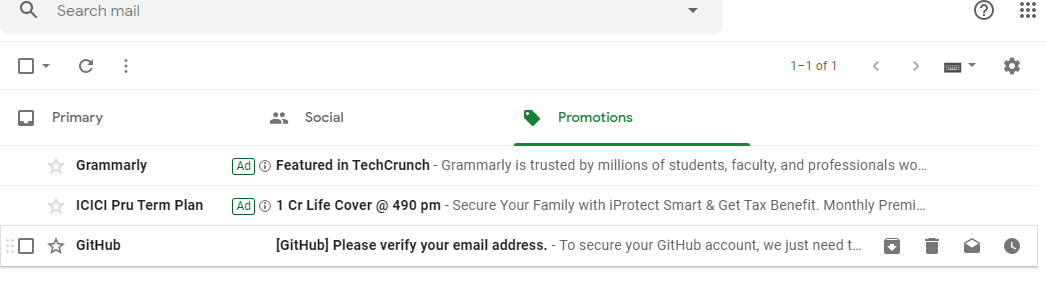 Search mail
1–1 of 1
Primary Social Promotions
Grammarly Ad Featured in TechCrunch - Grammarly is trusted by millions of students, faculty, and professionals wo…
ICICI Pru Term Plan Ad 1 Cr Life Cover @ 490 pm - Secure Your Family with iProtect Smart & Get Tax Benefit. Monthly Premi…
GitHub [GitHub] Please verify your email address. - To secure your GitHub account, we just need t…